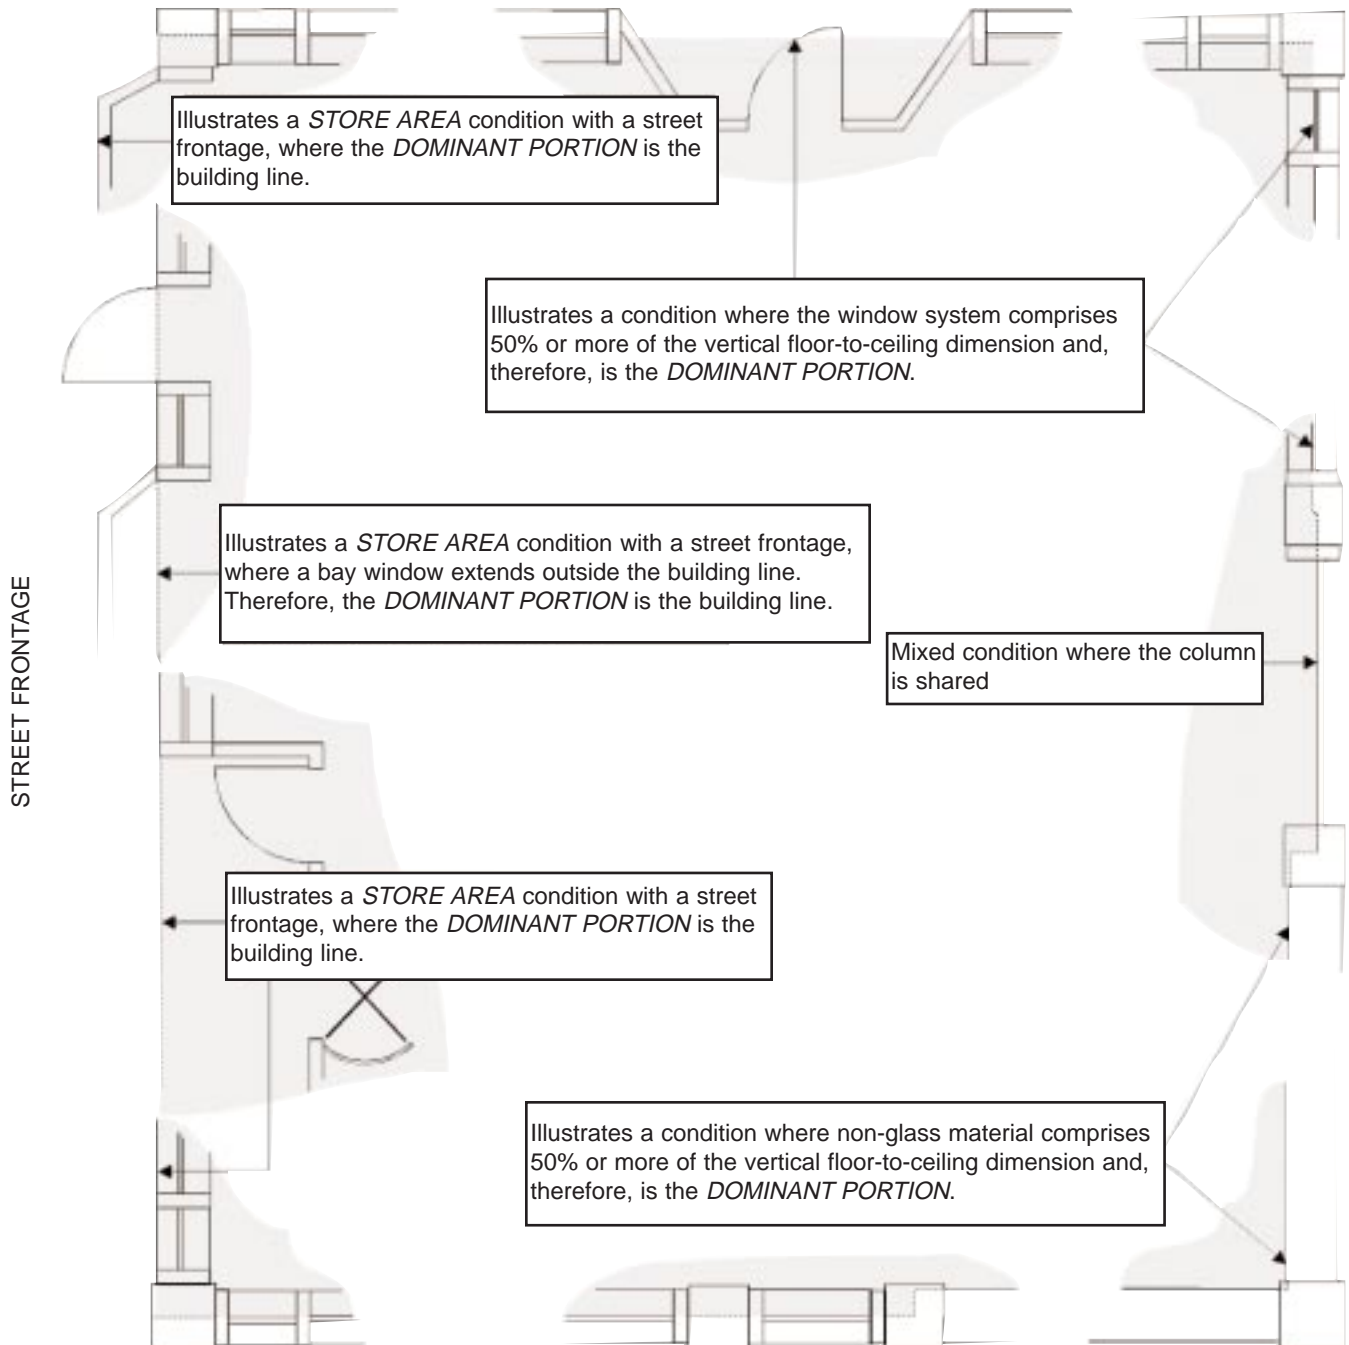 Illustrates a STORE AREA condition with a street
frontage, where the DOMINANT PORTION is the
building line.
Illustrates a condition where the window system comprises
50% or more of the vertical floor-to-ceiling dimension and,
therefore, is the DOMINANT PORTION.
Illustrates a STORE AREA condition with a street frontage,
where a bay window extends outside the building line.
Therefore, the DOMINANT PORTION is the building line.
STREET FRONTAGE
Mixed condition where the column
is shared
Illustrates a STORE AREA condition with a street
frontage, where the DOMINANT PORTION is the
building line.
Illustrates a condition where non-glass material comprises
50% or more of the vertical floor-to-ceiling dimension and,
therefore, is the DOMINANT PORTION.